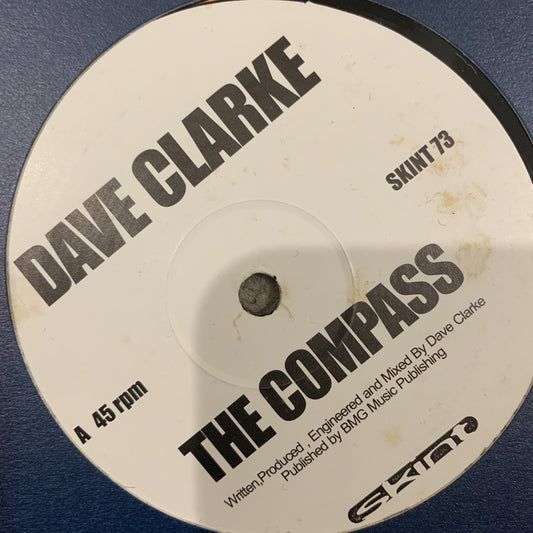 DAVE CLARKE
SKINT 73
THE COMPASS
A 45 rpm
Written,Produced , Engineered and Mixed By Dave Clarke
Published by BMG Music Publishing
SKINT